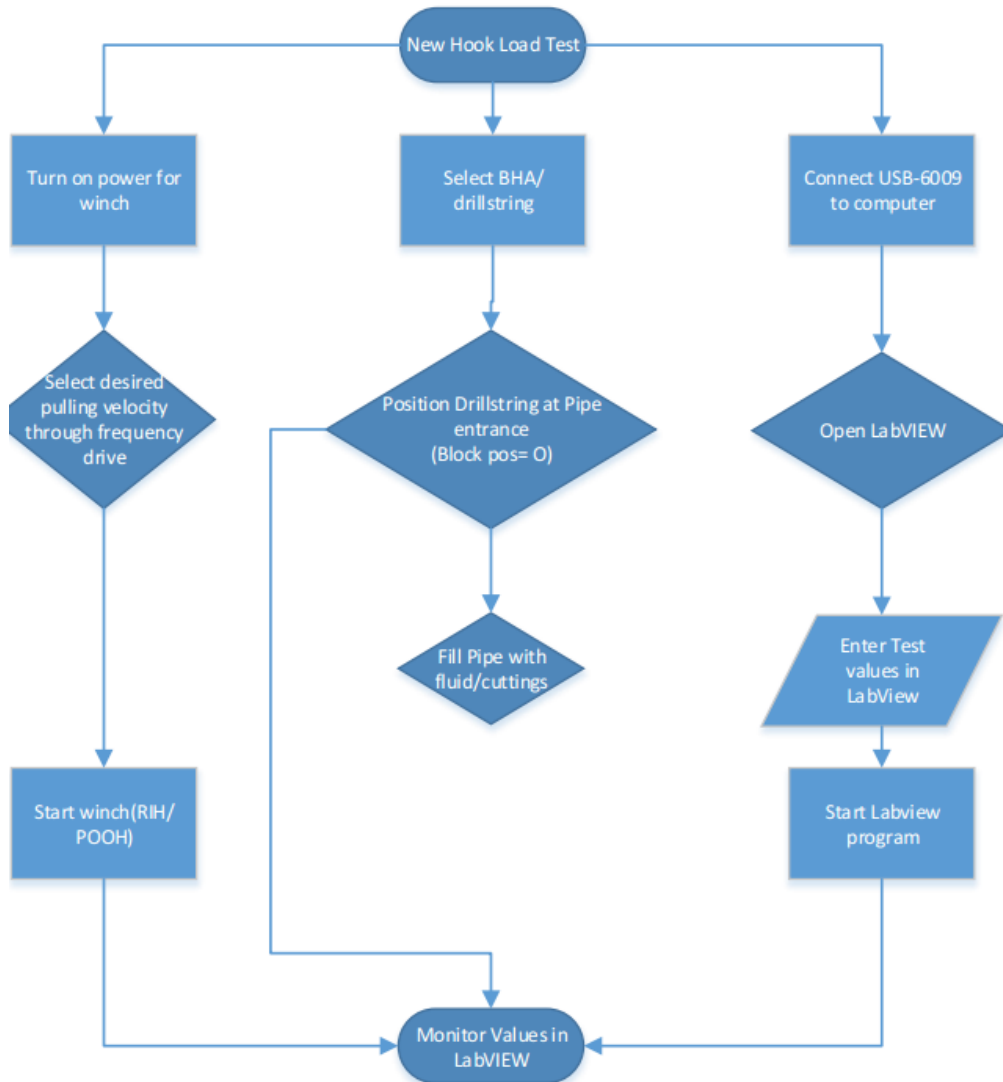 New Hook Load Test
Turn on power for
winch
Select BHA/
drillstring
Connect USB-6009
to computer
Select desired
pulling velocity
through frequency
drive
Position Drillstring at Pipe
entrance
(Block pos= O)
Open LabVIEW
Fill Pipe with
fluid/cuttings
Enter Test
values in
LabView
Start winch(RIH/
POOH)
Start Labview
program
Monitor Values in
LabVIEW